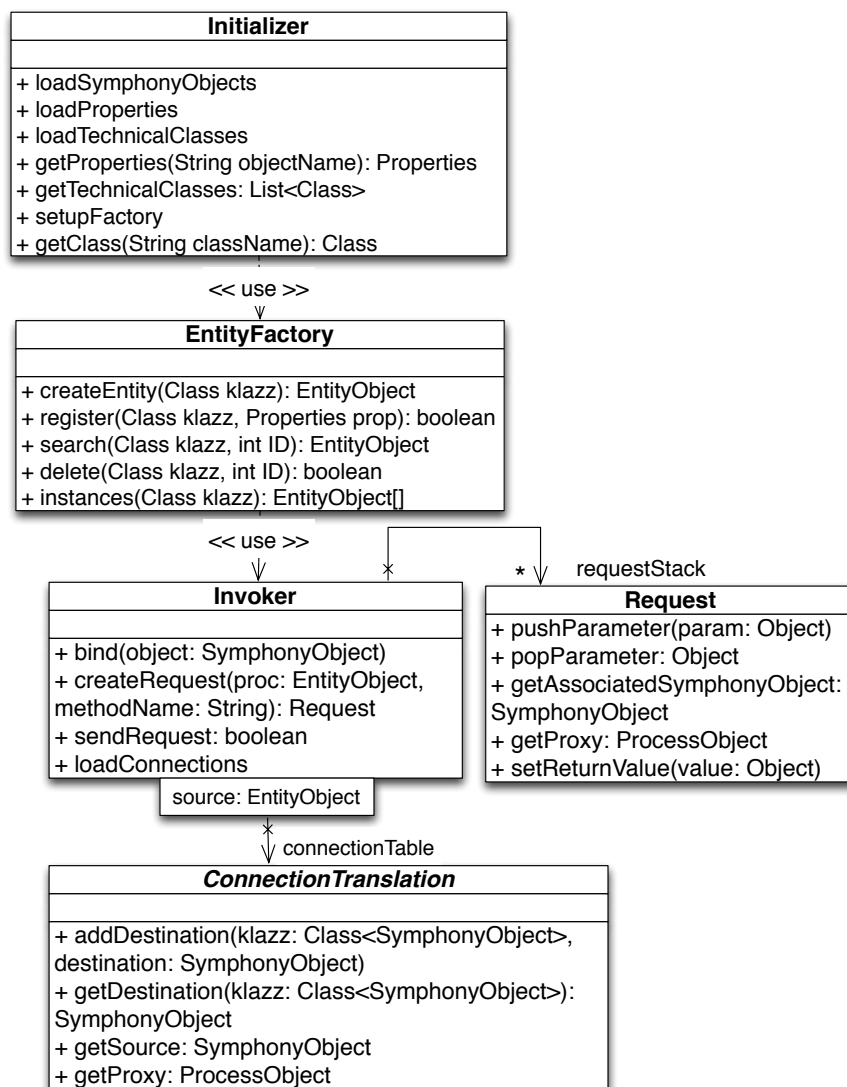 Initializer
+ loadSymphonyObjects
+ loadProperties
+ loadTechnicalClasses
+ getProperties(String objectName): Properties
+ getTechnicalClasses: List<Class>
+ setupFactory
+ getClass(String className): Class
<< use >>
EntityFactory
+ createEntity(Class klazz): EntityObject
+ register(Class klazz, Properties prop): boolean
+ search(Class klazz, int ID): EntityObject
+ delete(Class klazz, int ID): boolean
+ instances(Class klazz): EntityObject[]
<< use >>
* requestStack
Invoker
+ bind(object: SymphonyObject)
+ createRequest(proc: EntityObject,
methodName: String): Request
+ sendRequest: boolean
+ loadConnections
source: EntityObject
Request
+ pushParameter(param: Object)
+ popParameter: Object
+ getAssociatedSymphonyObject:
SymphonyObject
+ getProxy: ProcessObject
+ setReturnValue(value: Object)
connectionTable
ConnectionTranslation
+ addDestination(klazz: Class<SymphonyObject>,
destination: SymphonyObject)
+ getDestination(klazz: Class<SymphonyObject>):
SymphonyObject
+ getSource: SymphonyObject
+ getProxy: ProcessObject